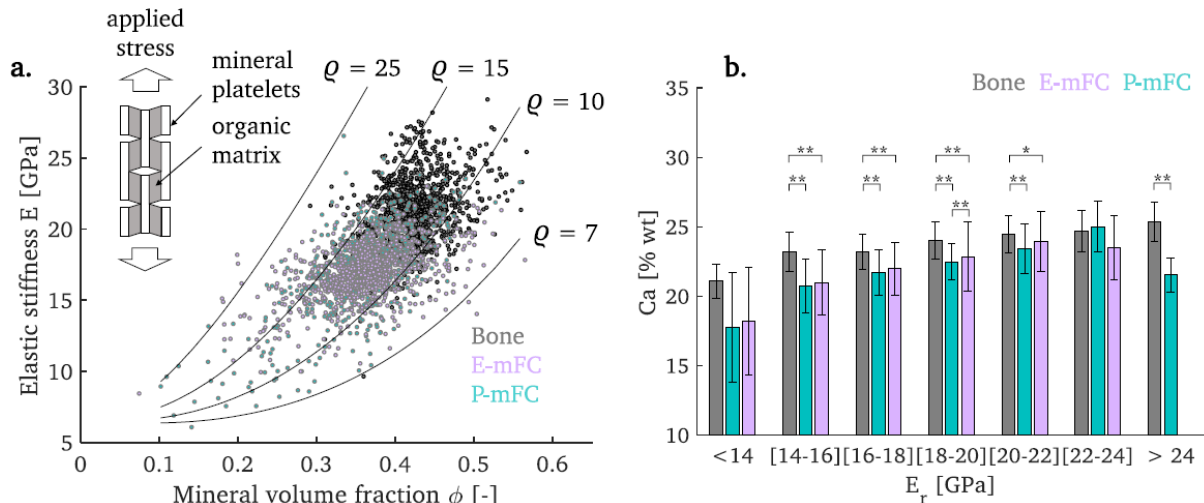 a.
applied
stress
mineral
platelets
organic
matrix
ϱ = 25
ϱ = 15
ϱ = 10
ϱ = 7
Elastic stiffness E [GPa]
30
25
20
15
10
5
0
0.1
0.2
0.3
0.4
0.5
0.6
Bone
E-mFC
P-mFC
Mineral volume fraction ϕ [-]
b.
Bone E-mFC P-mFC
Ca [% wt]
35
30
25
20
15
10
** ** ** *
** ** ** ** **
**
<14 [14-16] [16-18] [18-20] [20-22] [22-24] > 24
E_r [GPa]